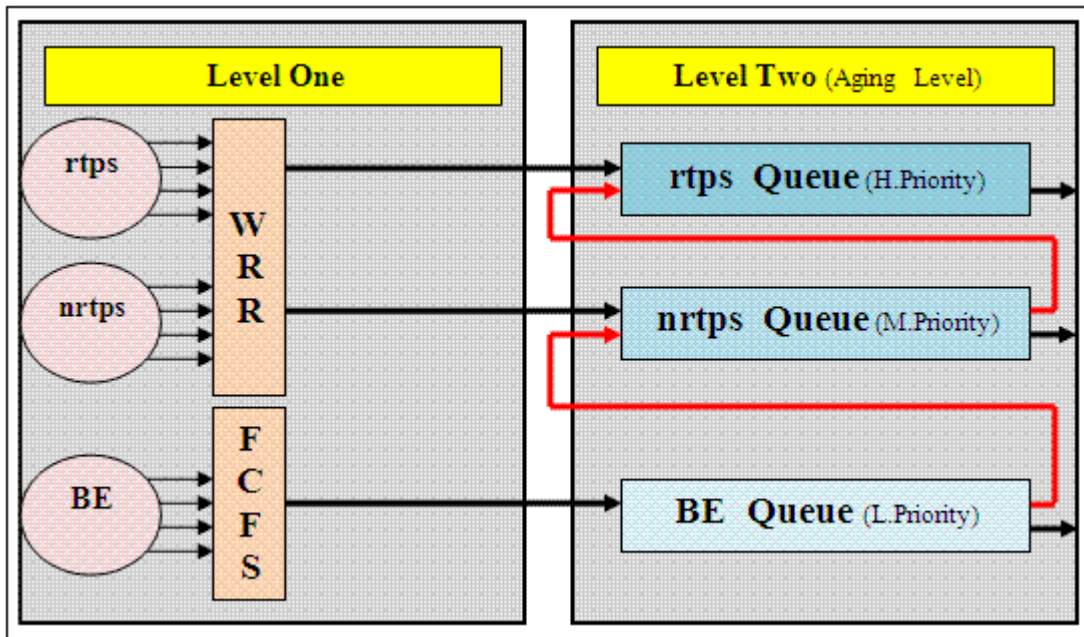 Level One
rtps
nrtps
BE
W
R
R
F
C
F
S
Level Two (Aging Level)
rtps Queue (H.Priority)
nrtps Queue (M.Priority)
BE Queue (L.Priority)